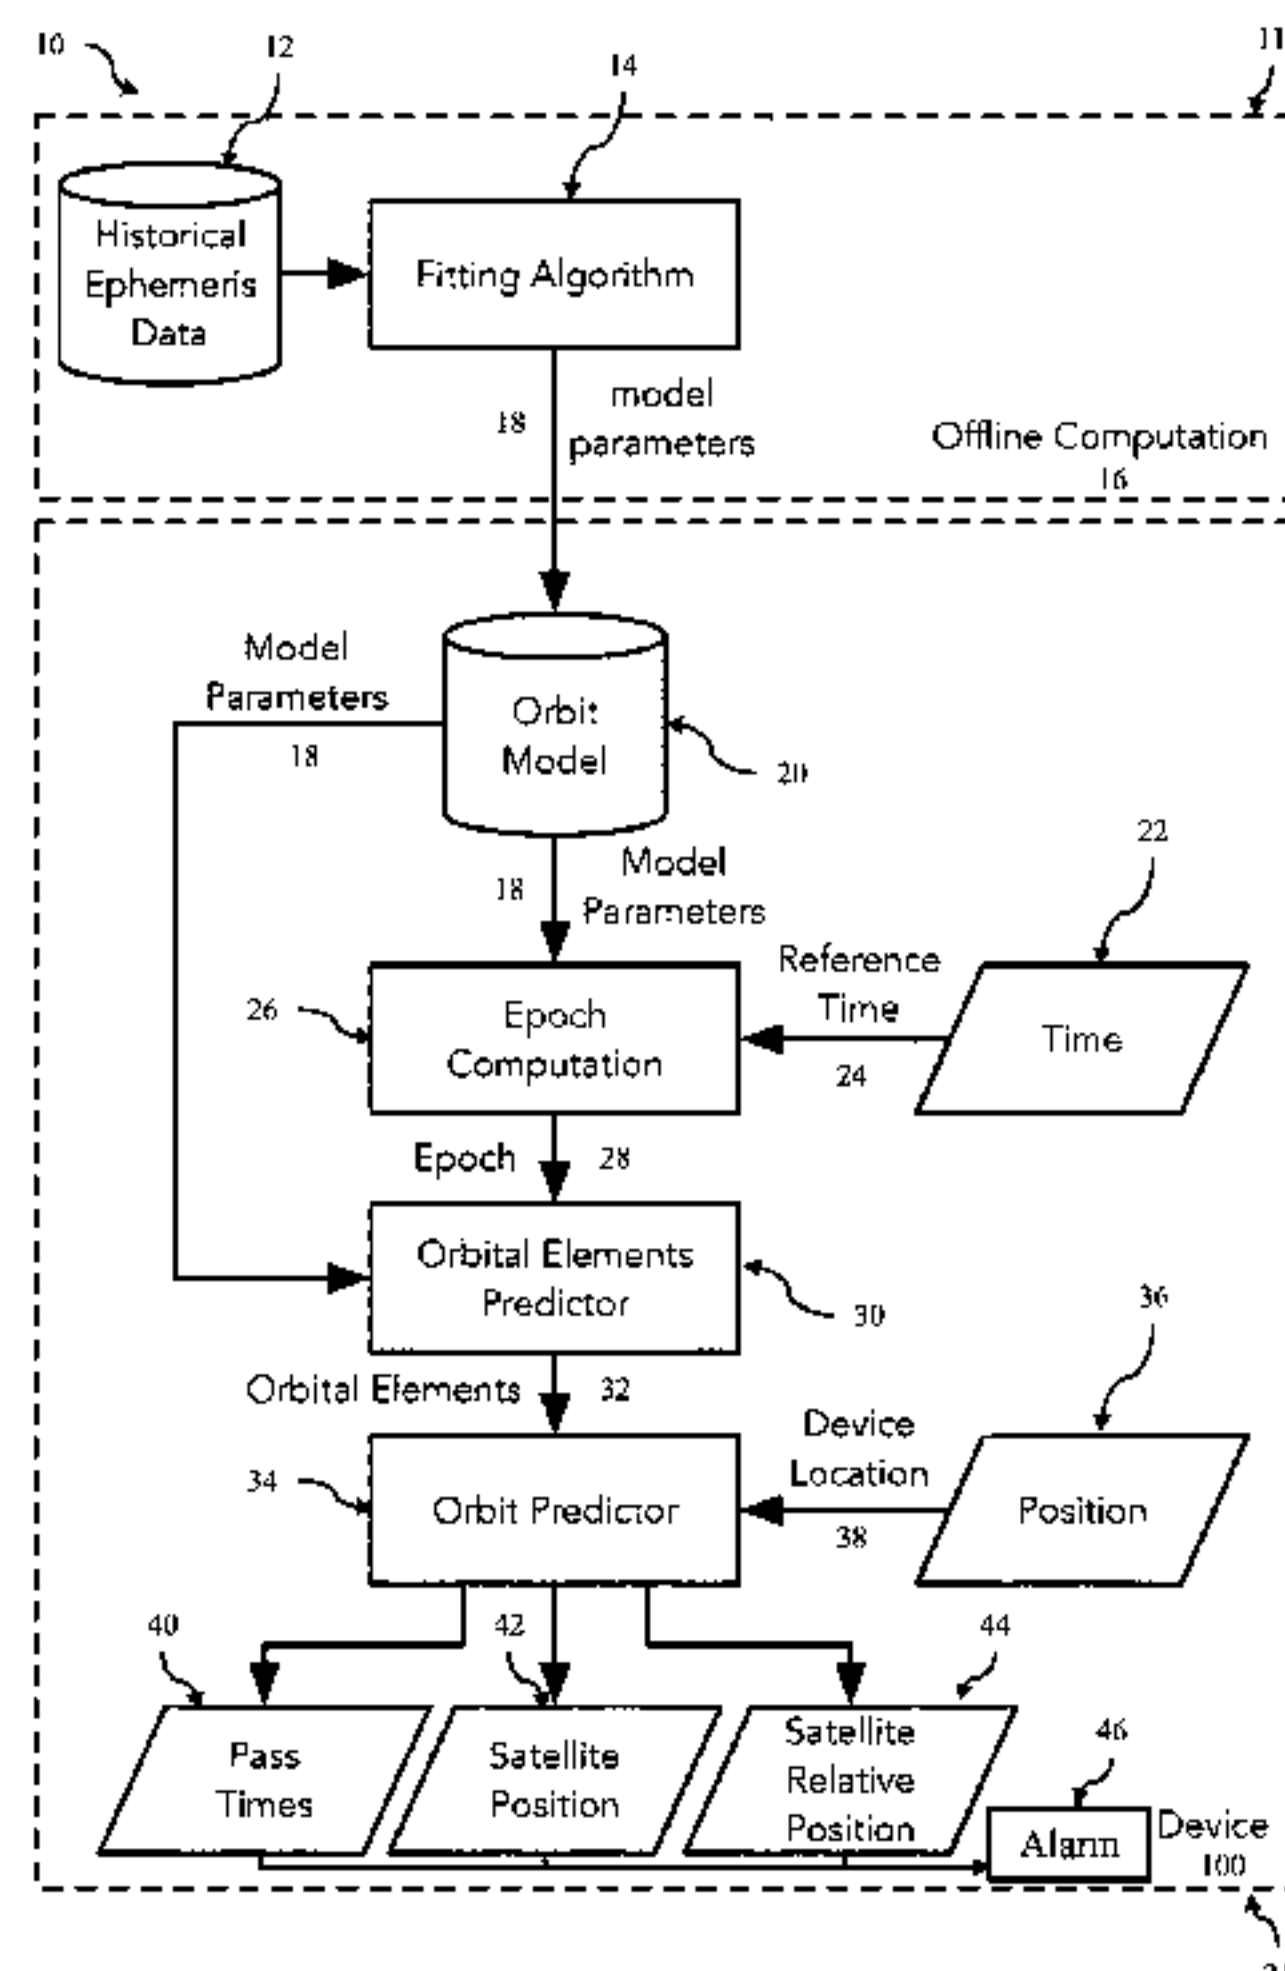 10
12
14
11
Historical
Ephemeris
Data
Fitting Algorithm
18
model
parameters
Offline Computation
16
Model
Parameters
18
Orbit
Model
20
18
Model
Parameters
22
Reference
Time
24
Time
26
Epoch
Computation
Epoch
28
Orbital Elements
Predictor
30
36
Orbital Elements
32
Device
Location
38
Position
34
Orbit Predictor
40
42
44
Pass
Times
Satellite
Position
Satellite
Relative
Position
46
Alarm
Device
100